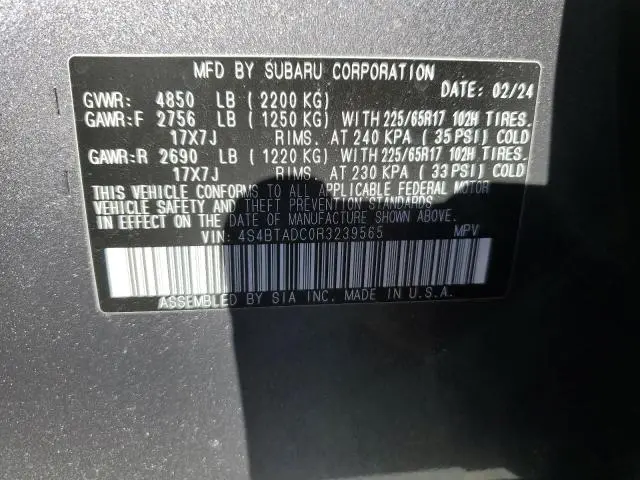 MFD BY SUBARU CORPORATION
DATE: 02/24
GVWR: 4850 LB (2200 KG)
GAWR:F 2756 LB (1250 KG) WITH 225/65R17 102H TIRES.
17X7J RIMS. AT 240 KPA (35 PSI) COLD
GAWR:R 2690 LB (1220 KG) WITH 225/65R17 102H TIRES.
17X7J RIMS. AT 230 KPA (33 PSI) COLD
THIS VEHICLE CONFORMS TO ALL APPLICABLE FEDERAL MOTOR
VEHICLE SAFETY AND THEFT PREVENTION STANDARDS
IN EFFECT ON THE DATE OF MANUFACTURE SHOWN ABOVE.
VIN: 4S4BTADC0R3239565 MPV
ASSEMBLED BY SIA INC. MADE IN U.S.A.